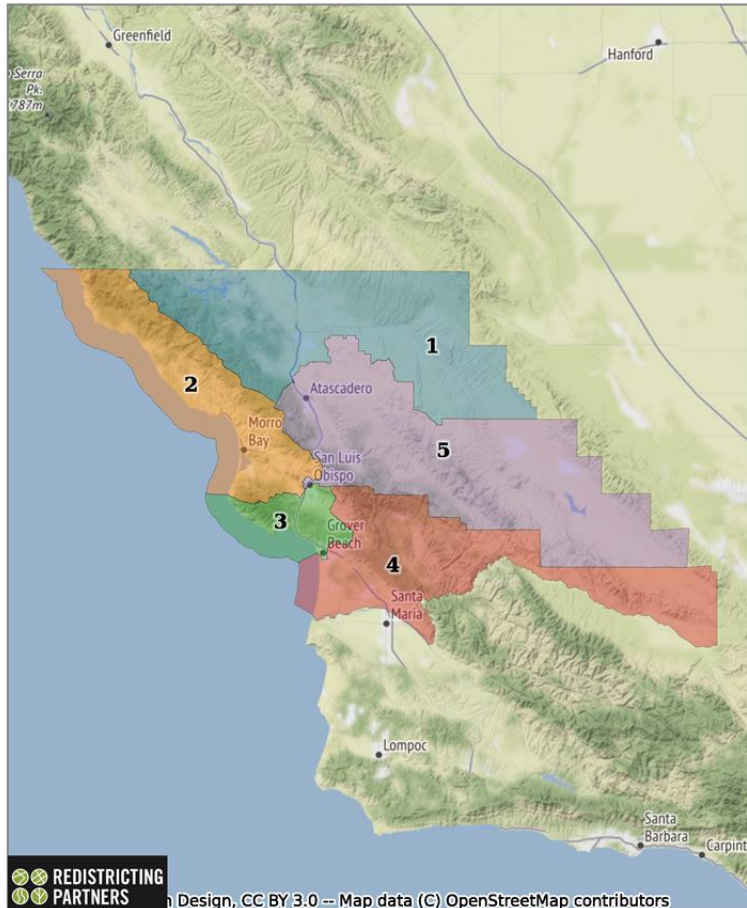 Greenfield
Hanford
Serra
Pk.
787m
1
2
Atascadero
Morro
Bay
5
San Luis
Obispo
3
Grover
Beach
4
Santa
Maria
Lompoc
Santa
Barbara
Carpint
REDISTRICTING
PARTNERS
Design, CC BY 3.0 -- Map data (C) OpenStreetMap contributors